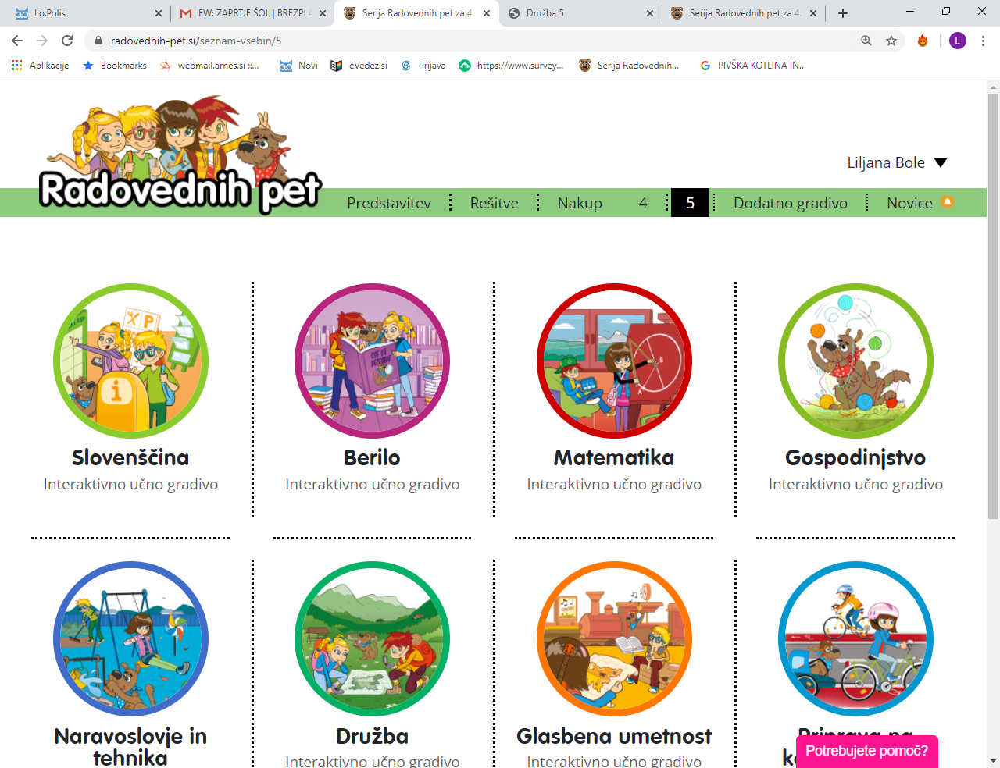 Lo.Polis
FW: ZAPRTJE ŠOL | BREZPLA
Serija Radovednih pet za 4.
Družba 5
Serija Radovednih pet za 4.
radovednih-pet.si/seznam-vsebin/5
L
Aplikacije
Bookmarks
webmail.arnes.si ::...
Novi
eVedez.si
Prijava
https://www.survey...
Serija Radovednih...
PIVŠKA KOTLINA IN...
Liljana Bole
Radovednih pet
Predstavitev
Rešitve
Nakup
4
5
Dodatno gradivo
Novice
Slovenščina
Interaktivno učno gradivo
Berilo
Interaktivno učno gradivo
Matematika
Interaktivno učno gradivo
Gospodinjstvo
Interaktivno učno gradivo
Naravoslovje in
tehnika
Družba
Interaktivno učno gradivo
Glasbena umetnost
Interaktivno učno gradivo
Priprava na
Potrebujete pomoč?